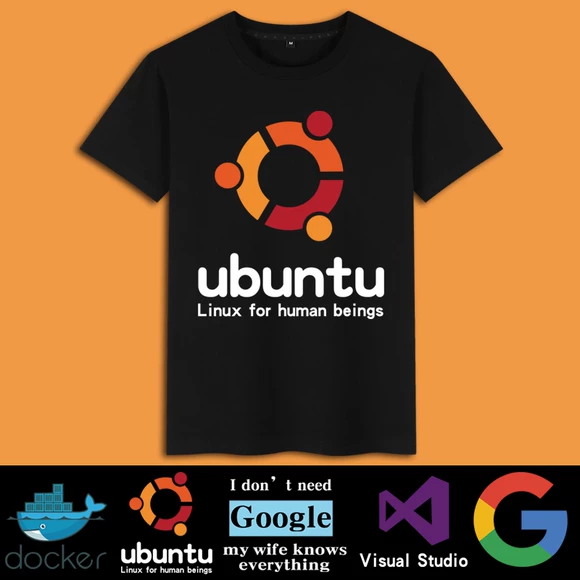 M
ubuntu
Linux for human beings
docker
ubuntu
Linux for human beings
I don't need
Google
my wife knows
everything
Visual Studio
G